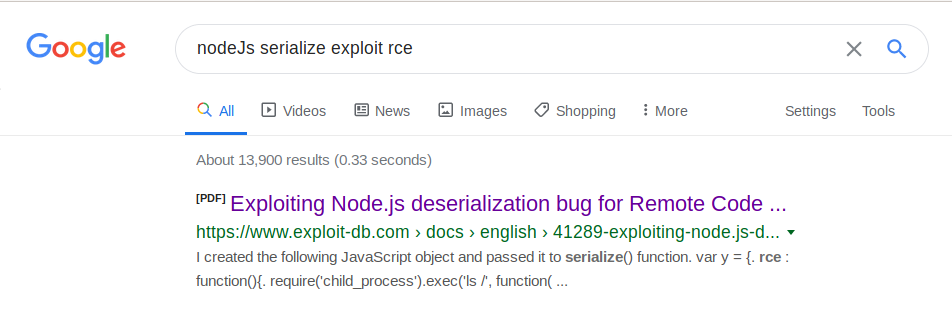 Google
nodeJs serialize exploit rce
All Videos News Images Shopping More Settings Tools
About 13,900 results (0.33 seconds)
[PDF] Exploiting Node.js deserialization bug for Remote Code ...
https://www.exploit-db.com › docs › english › 41289-exploiting-node.js-d...
I created the following JavaScript object and passed it to serialize() function. var y = {. rce :
function(){. require('child_process').exec('ls /', function( ...